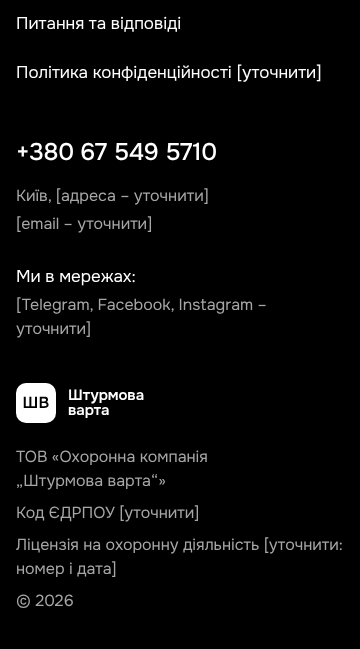 Питання та відповіді
Політика конфіденційності [уточнити]
+380 67 549 5710
Київ, [адреса – уточнити]
[email – уточнити]
Ми в мережах:
[Telegram, Facebook, Instagram –
уточнити]
ШВ
Штурмова
варта
ТОВ «Охоронна компанія
„Штурмова варта“»
Код ЄДРПОУ [уточнити]
Ліцензія на охоронну діяльність [уточнити:
номер і дата]
© 2026